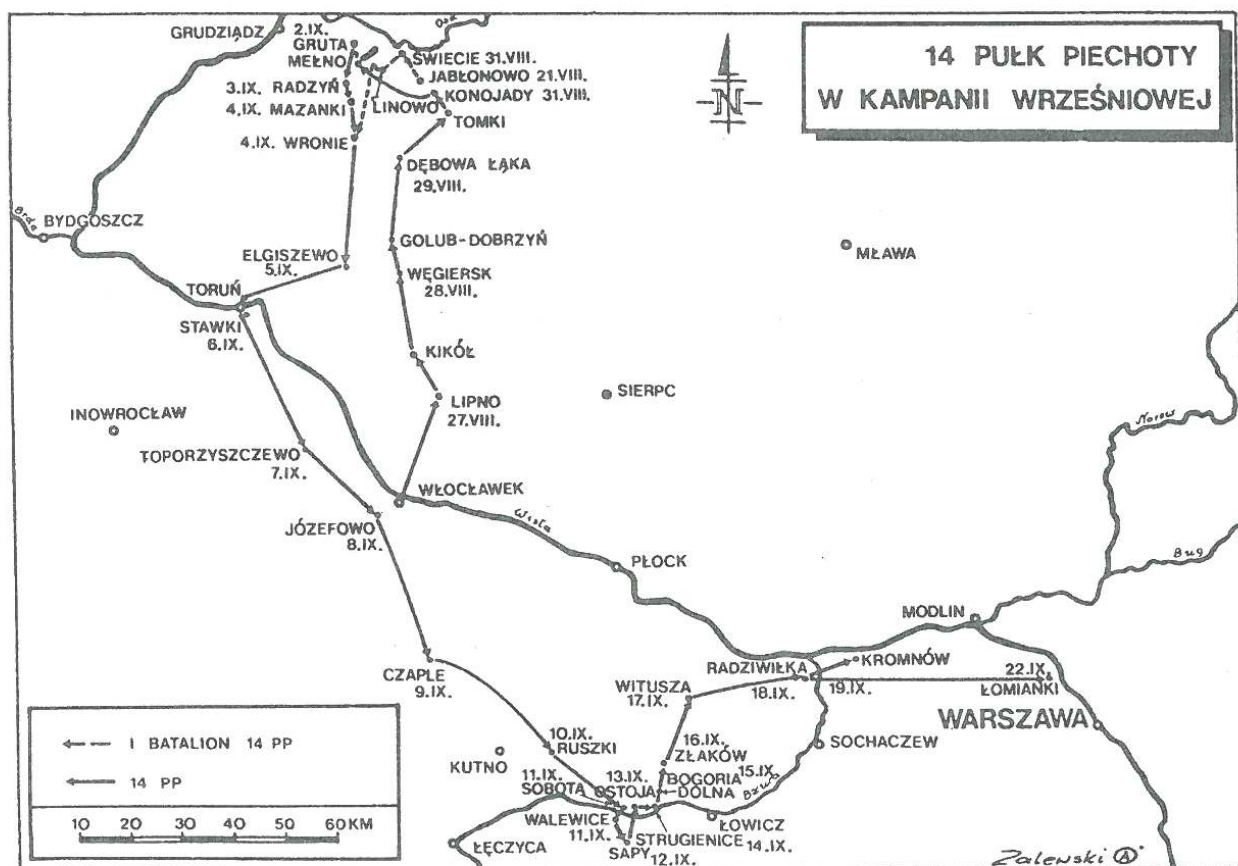 14 PUŁK PIECHOTY
W KAMPANII WRZEŚNIOWEJ
N
GRUDZIĄDZ
2.IX.
GRUTA
MEŁNO
Osa
ŚWIECIE 31.VIII.
JABŁONOWO 21.VIII.
3.IX. RADZYŃ
LINOWO
KONOJADY 31.VIII.
4.IX. MAZANKI
TOMKI
4.IX. WRONIE
DĘBOWA ŁĄKA
29.VIII.
Brda
BYDGOSZCZ
GOLUB-DOBRZYŃ
MŁAWA
ELGISZEWO
5.IX.
WĘGIERSK
28.VIII.
TORUŃ
STAWKI
6.IX.
KIKÓŁ
SIERPC
LIPNO
27.VIII.
INOWROCŁAW
Narew
TOPORZYSZCZEWO
7.IX.
WŁOCŁAWEK
Wisła
JÓZEFOWO
8.IX.
PŁOCK
Bug
MODLIN
CZAPLE
9.IX.
RADZIWIŁKA
KROMNÓW
18.IX.
19.IX.
22.IX.
ŁOMIANKI
WITUSZA
17.IX.
WARSZAWA
10.IX.
RUSZKI
16.IX.
ZŁAKÓW
SOCHACZEW
KUTNO
11.IX.
SOBOTA
13.IX.
OSTOJA
BOGORIA
DOLNA
15.IX.
Bzura
WALEWICE
11.IX.
STRUGIENICE
14.IX.
ŁOWICZ
SAPY
12.IX.
ŁĘCZYCA
I BATALION 14 PP
14 PP
10 20 30 40 50 60 KM
Zalewski A